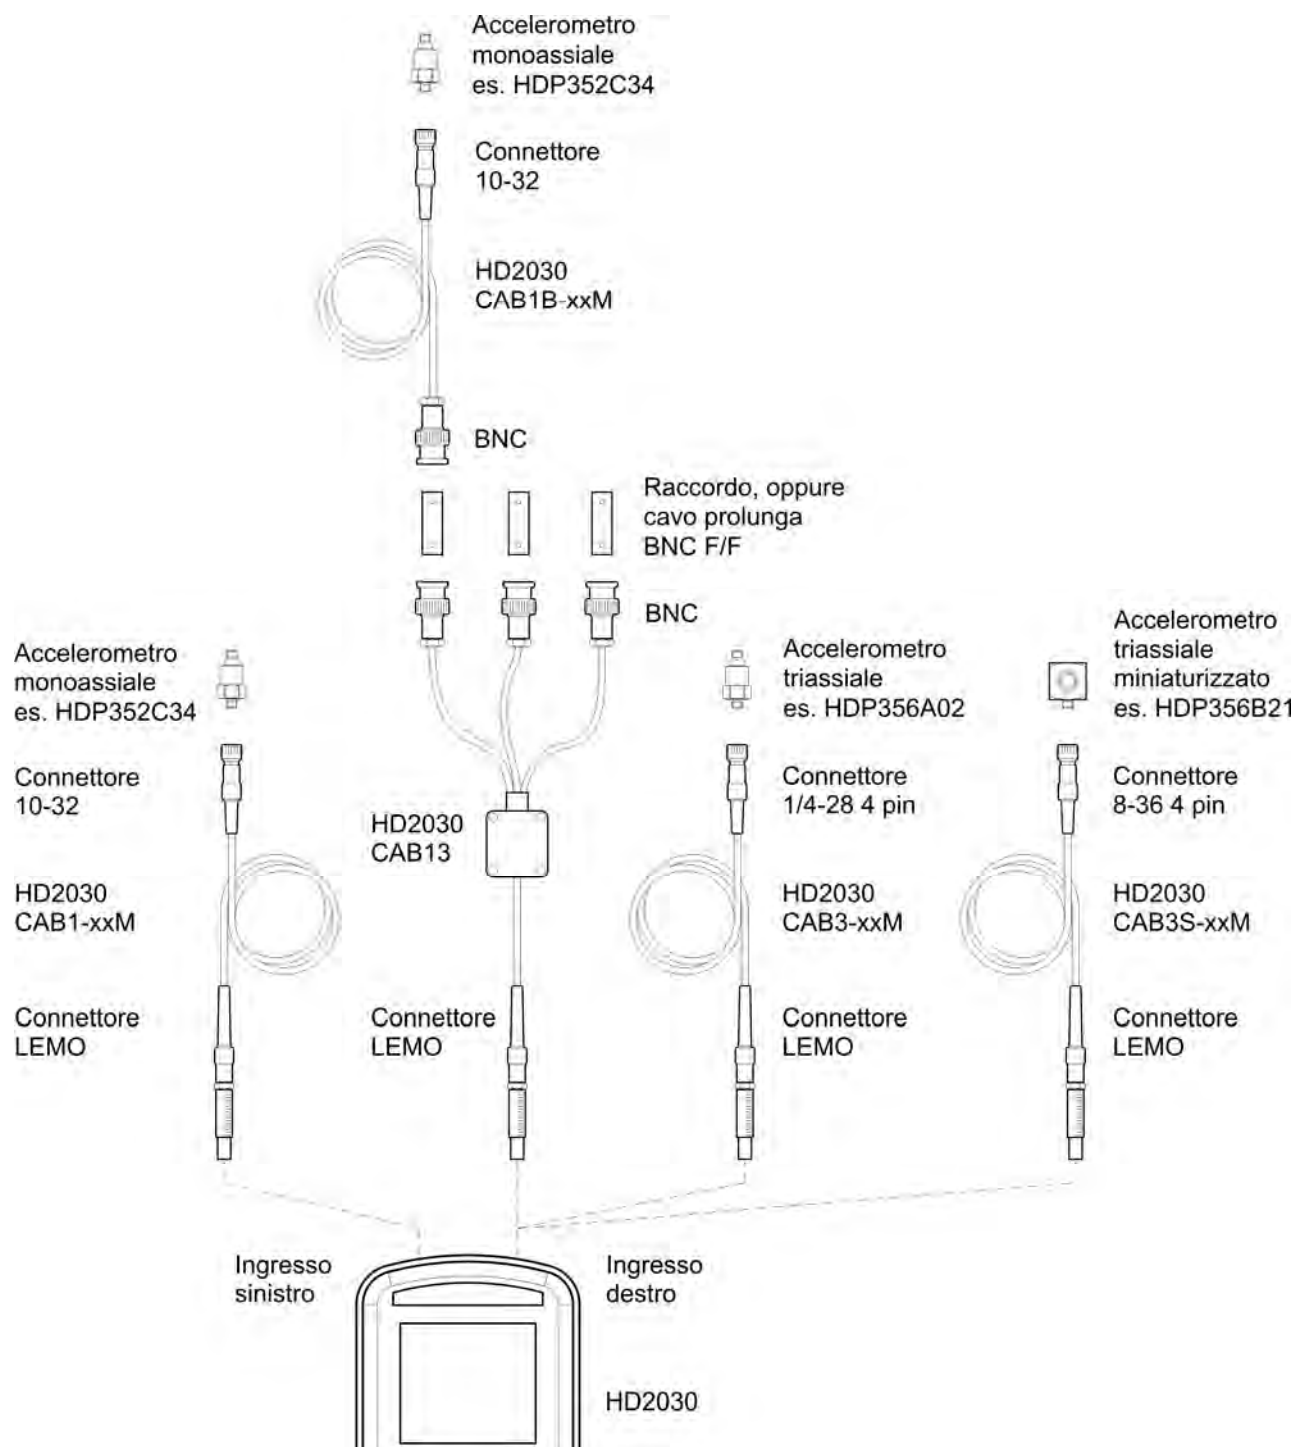 Accelerometro
monoassiale
es. HDP352C34
Connettore
10-32
HD2030
CAB1B-xxM
BNC
Raccordo, oppure
cavo prolunga
BNC F/F
BNC
Accelerometro
monoassiale
es. HDP352C34
Accelerometro
triassiale
es. HDP356A02
Accelerometro
triassiale
miniaturizzato
es. HDP356B21
Connettore
10-32
HD2030
CAB13
Connettore
1/4-28 4 pin
Connettore
8-36 4 pin
HD2030
CAB1-xxM
HD2030
CAB3-xxM
HD2030
CAB3S-xxM
Connettore
LEMO
Connettore
LEMO
Connettore
LEMO
Connettore
LEMO
Ingresso
sinistro
Ingresso
destro
HD2030